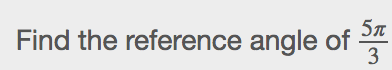 Find the reference angle of 5π/3